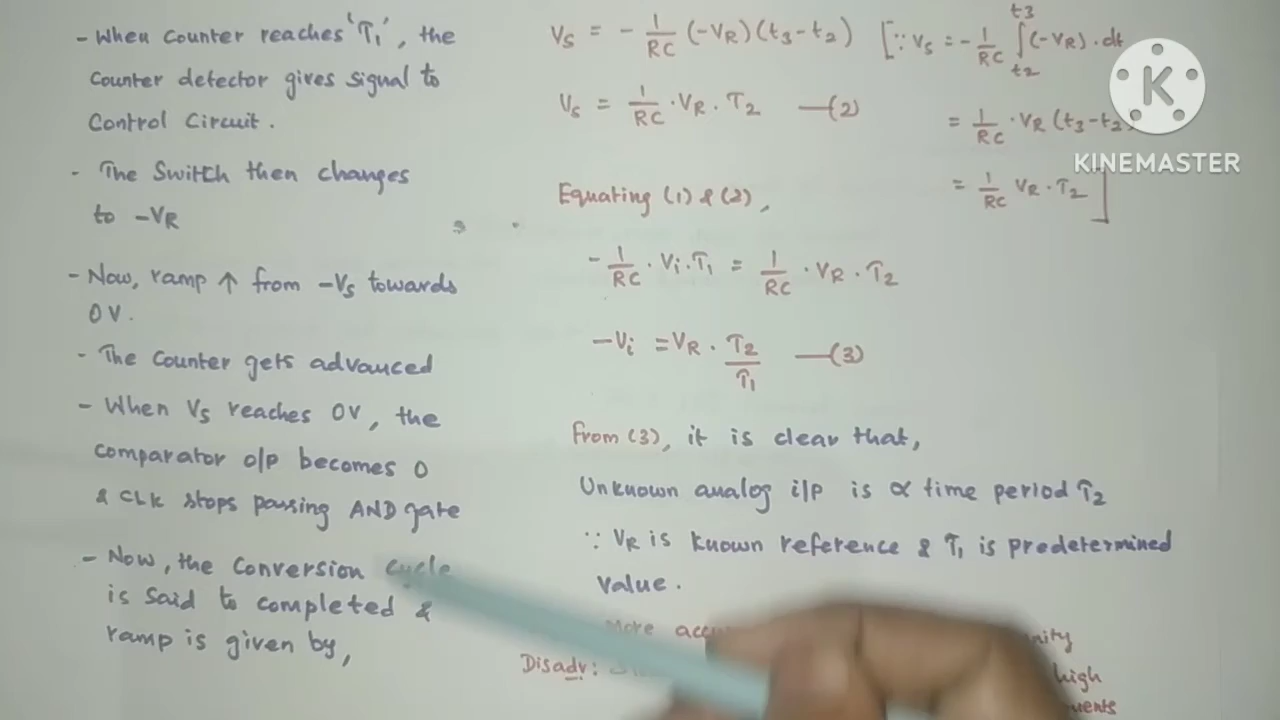 - When Counter reaches 'T₁', the
Counter detector gives signal to
Control Circuit.
- The Switch then changes
to -VR
- Now, ramp ↑ from -Vs towards
0V.
- The Counter gets advanced
- When Vs reaches 0V, the
comparator o/p becomes 0
& CLK stops passing AND gate
- Now, the Conversion cycle
is said to completed &
ramp is given by,
Vs = - 1/RC (-VR) (t3 - t2)
Vs = 1/RC · VR · T2 —(2)
[∵ Vs = - 1/RC ∫t2 t3 (-VR) · dt
= 1/RC · VR (t3 - t2)
= 1/RC VR · T2 ]
Equating (1) & (2),
- 1/RC · Vi · T1 = 1/RC · VR · T2
-Vi = VR · T2/T1 —(3)
From (3), it is clear that,
Unknown analog i/p is ∝ time period T2
∵ VR is known reference & T1 is predetermined
value.
More
Disadv:
high
K
KINEMASTER